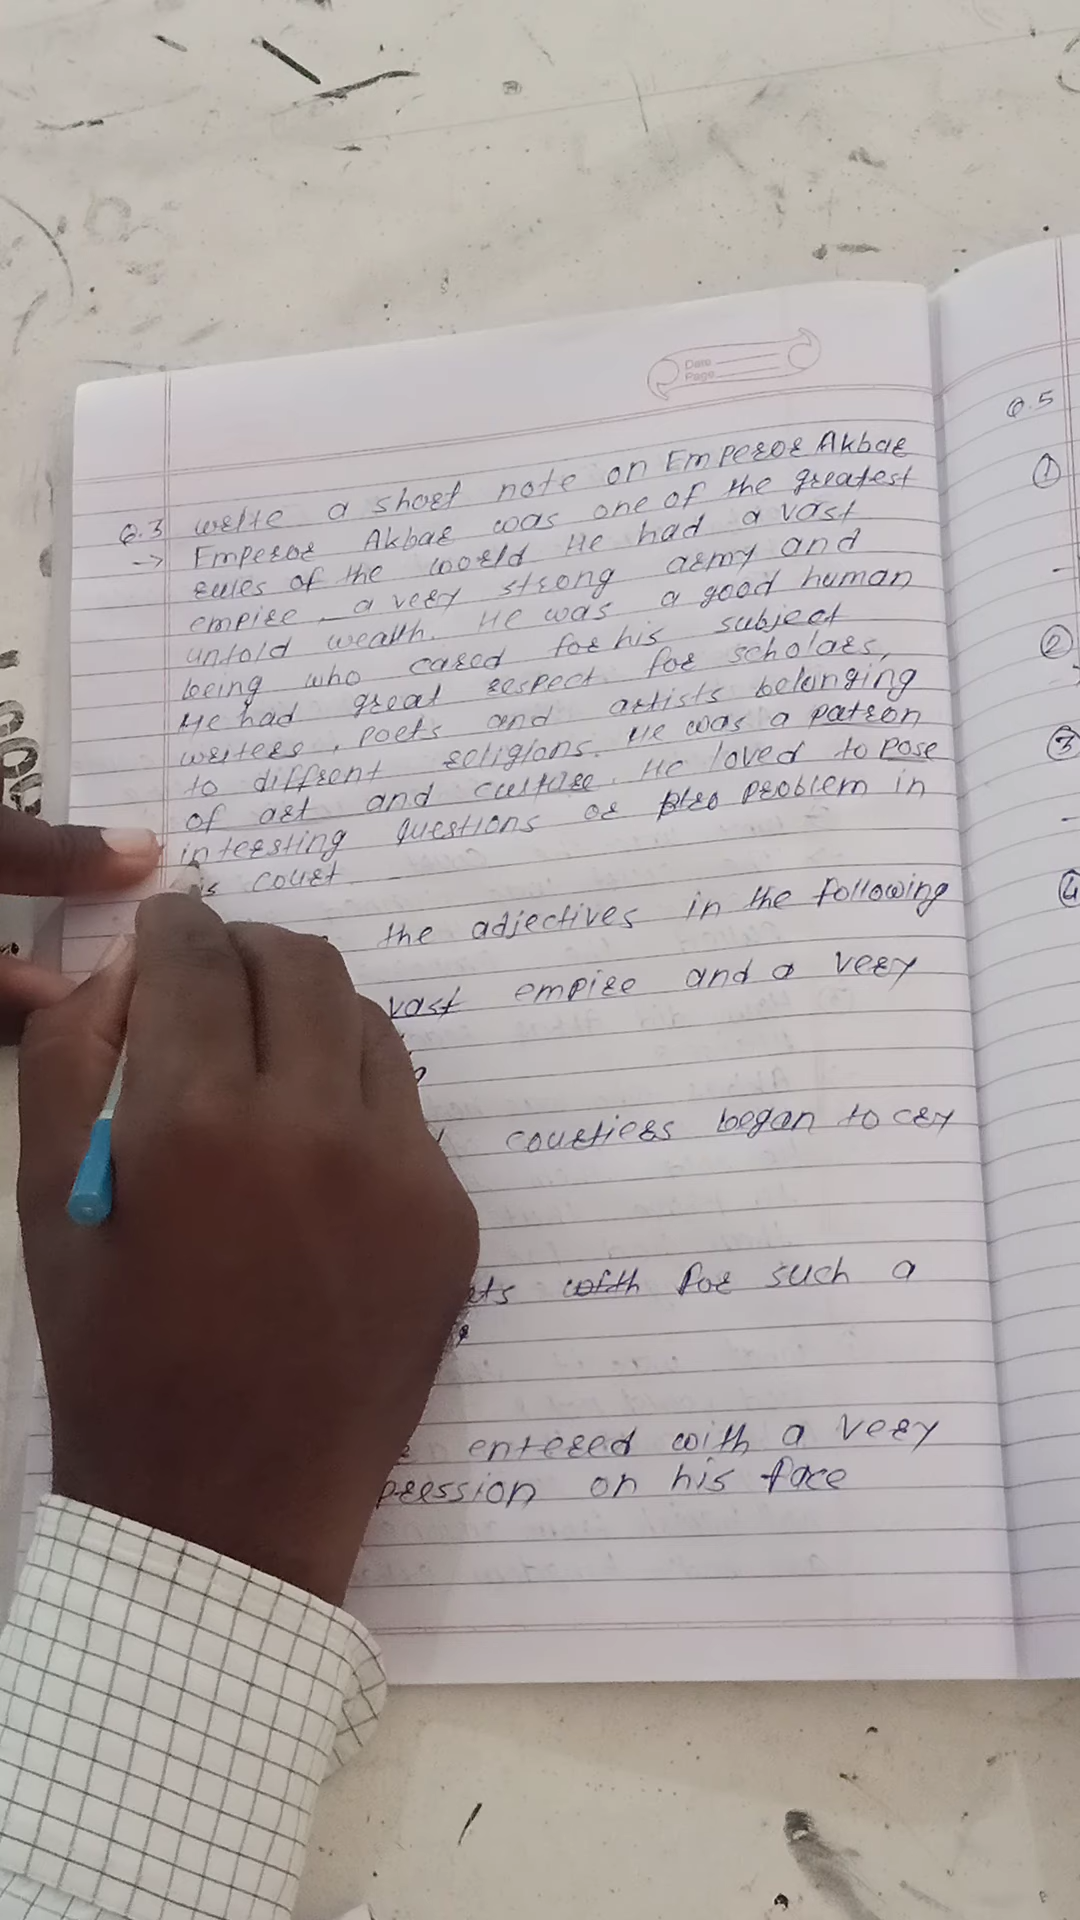 Date
Page
Q.3 write a short note on Emperor Akbar
→ Emperor Akbar was one of the greatest
rules of the world He had a vast
empire, a very strong army and
untold wealth. He was a good human
being who cared for his subject
He had great respect for scholars,
writers, poets and artists belonging
to diffrent religions. He was a patron
of art and culture. He loved to pose
intersting questions or problem in
is court
the adjectives in the following
vast empire and a very
courtiers began to cry
for such a
entered with a very
pression on his face
Q.5
①
②
③
④